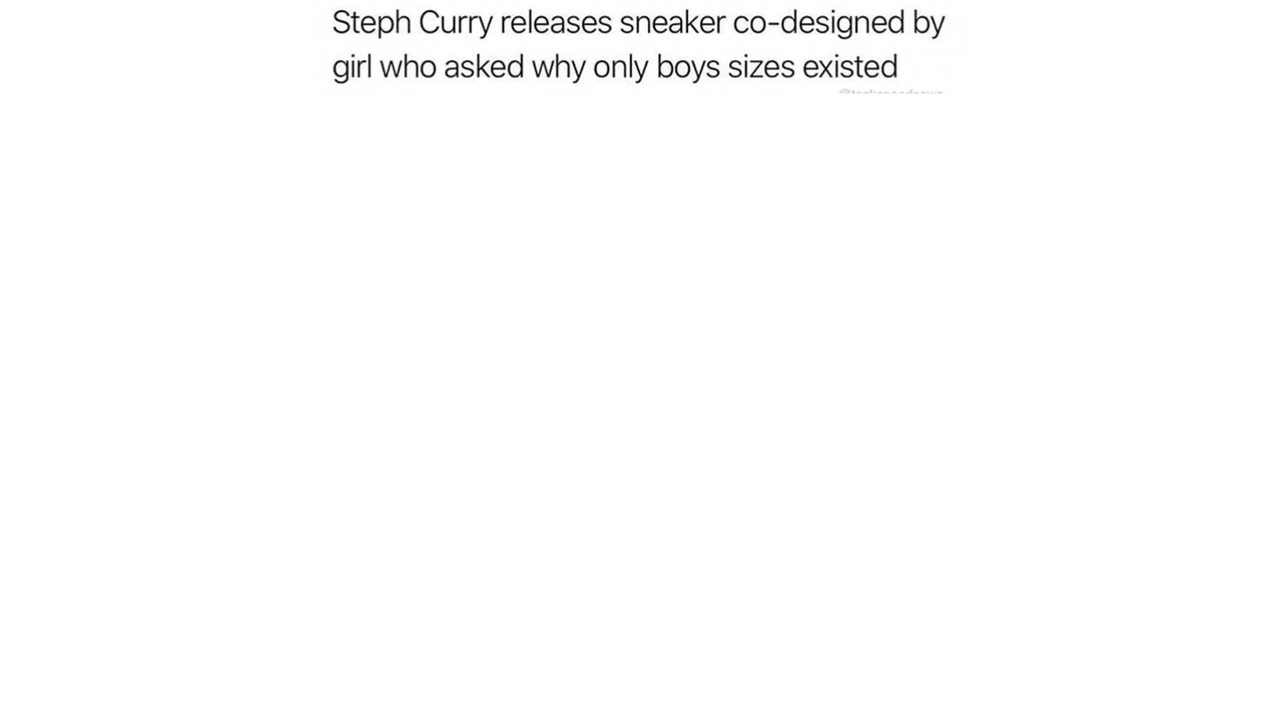 Steph Curry releases sneaker co-designed by
girl who asked why only boys sizes existed